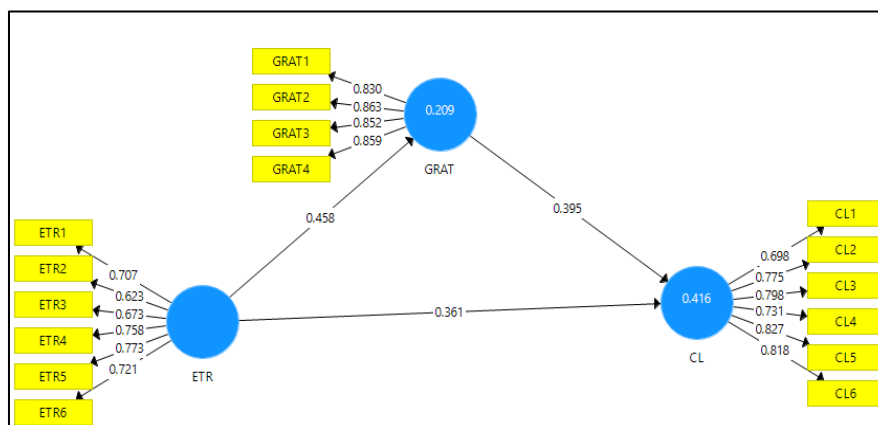 GRAT1
GRAT2
GRAT3
GRAT4
0.830
0.863
0.852
0.859
0.209
GRAT
0.458
0.395
ETR1
ETR2
ETR3
ETR4
ETR5
ETR6
0.707
0.623
0.673
0.758
0.773
0.721
ETR
0.361
0.416
CL
0.698
0.775
0.798
0.731
0.827
0.818
CL1
CL2
CL3
CL4
CL5
CL6